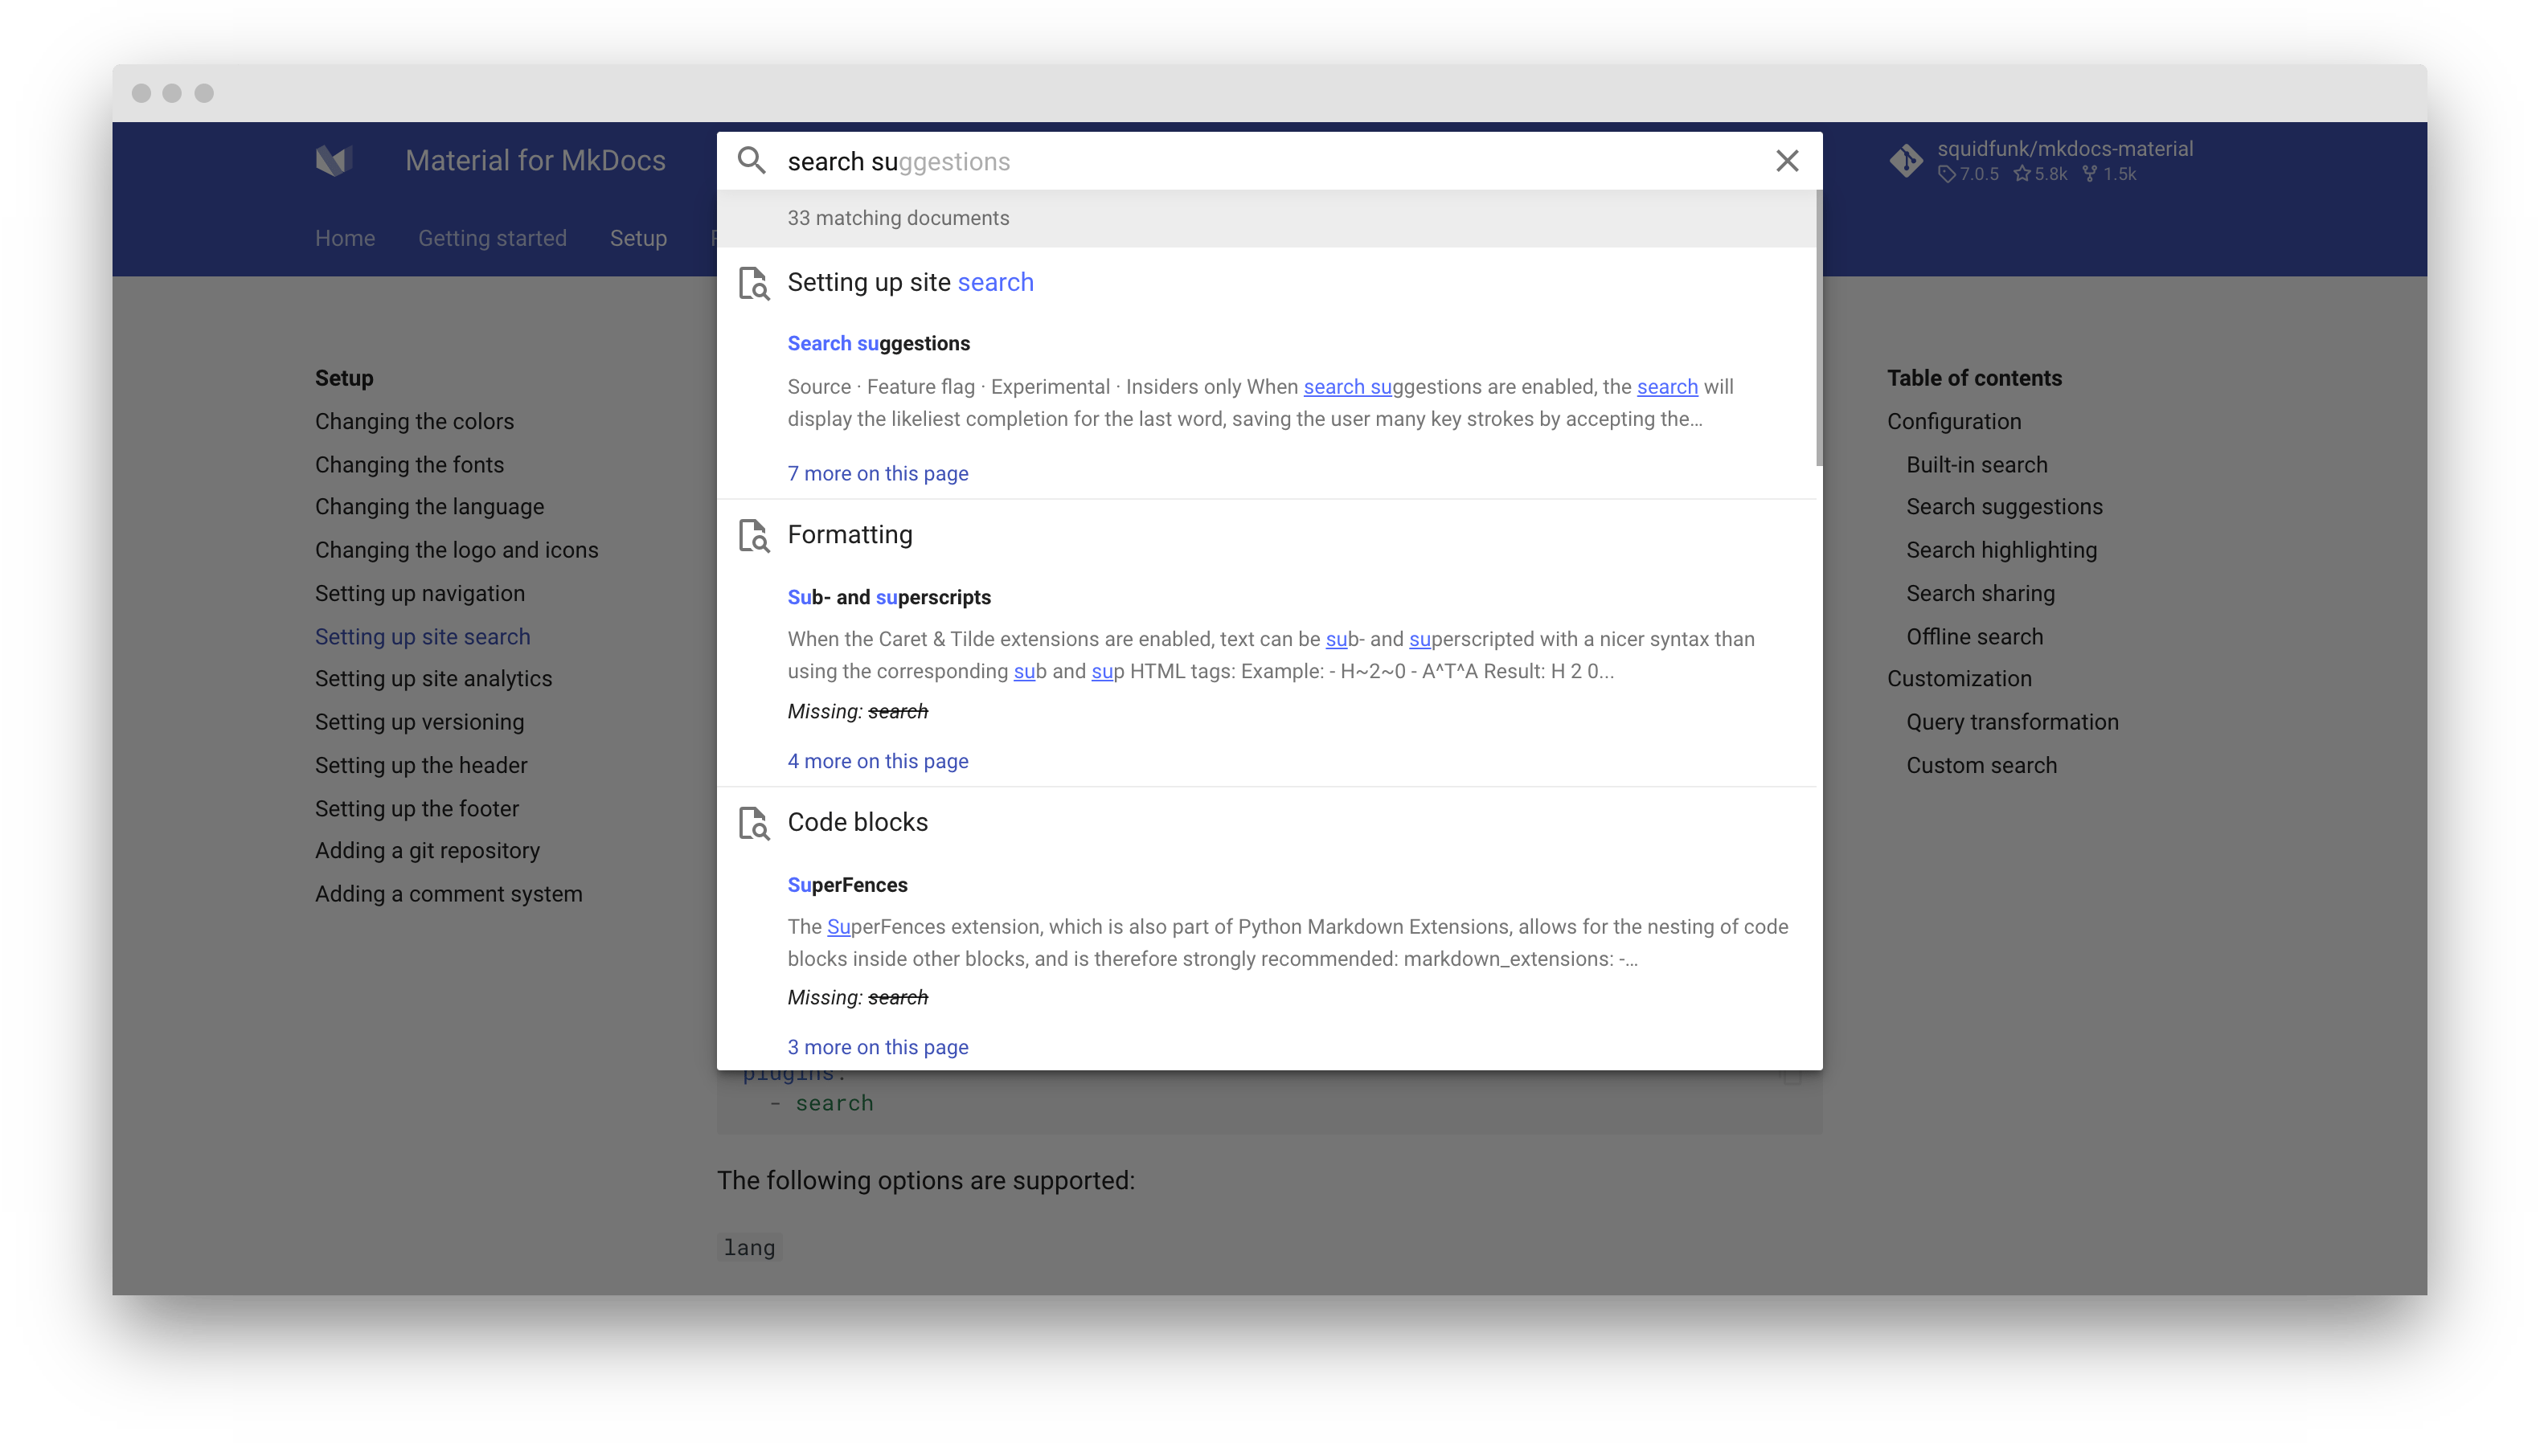 Material for MkDocs
search suggestions
squidfunk/mkdocs-material
7.0.5 5.8k 1.5k
Home Getting started Setup
33 matching documents
Setting up site search
Search suggestions
Source · Feature flag · Experimental · Insiders only When search suggestions are enabled, the search will
display the likeliest completion for the last word, saving the user many key strokes by accepting the…
7 more on this page
Formatting
Sub- and superscripts
When the Caret & Tilde extensions are enabled, text can be sub- and superscripted with a nicer syntax than
using the corresponding sub and sup HTML tags: Example: - H~2~0 - A^T^A Result: H 2 0...
Missing: search
4 more on this page
Code blocks
SuperFences
The SuperFences extension, which is also part of Python Markdown Extensions, allows for the nesting of code
blocks inside other blocks, and is therefore strongly recommended: markdown_extensions: -…
Missing: search
3 more on this page
Setup
Changing the colors
Changing the fonts
Changing the language
Changing the logo and icons
Setting up navigation
Setting up site search
Setting up site analytics
Setting up versioning
Setting up the header
Setting up the footer
Adding a git repository
Adding a comment system
plugins:
- search
The following options are supported:
lang
Table of contents
Configuration
Built-in search
Search suggestions
Search highlighting
Search sharing
Offline search
Customization
Query transformation
Custom search